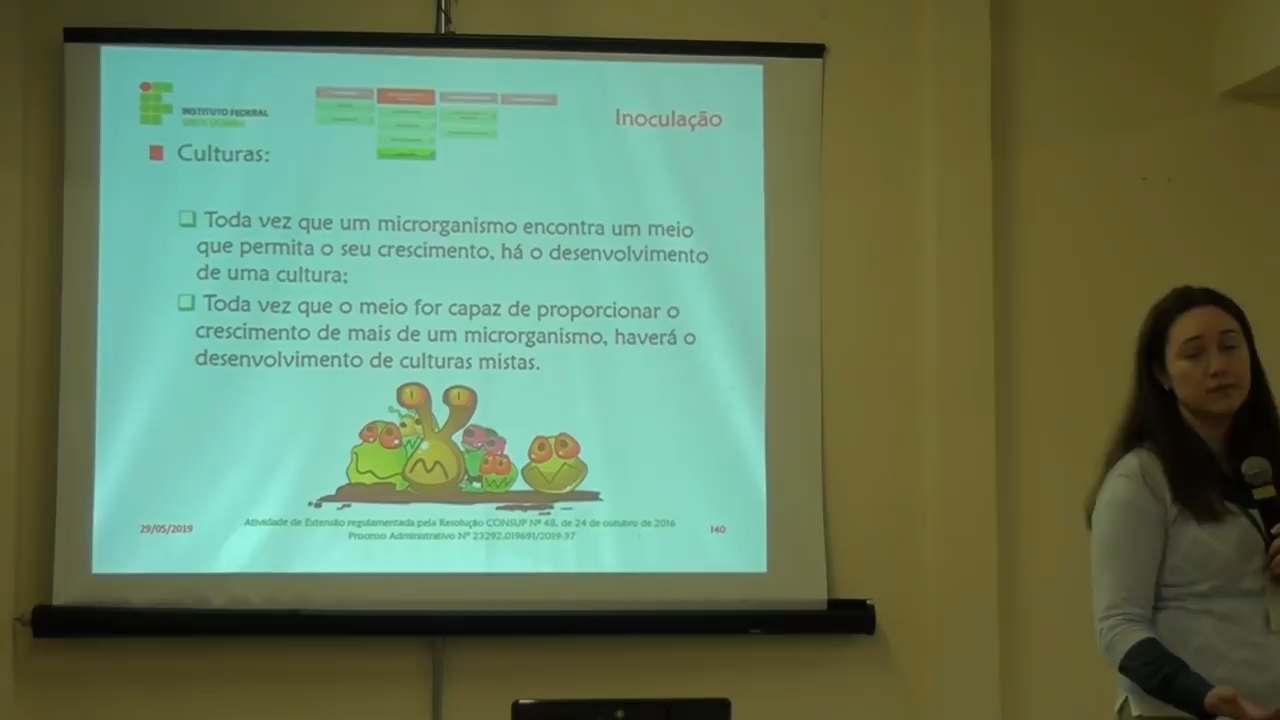 INSTITUTO FEDERAL
Inoculação
Culturas:
Toda vez que um microrganismo encontra um meio
que permita o seu crescimento, há o desenvolvimento
de uma cultura;
Toda vez que o meio for capaz de proporcionar o
crescimento de mais de um microrganismo, haverá o
desenvolvimento de culturas mistas.
29/05/2019
Atividade de Extensão regulamentada pela Resolução CONSUP Nº 48, de 24 de outubro de 2016
Processo Administrativo Nº 23292.019691/2019-37
140